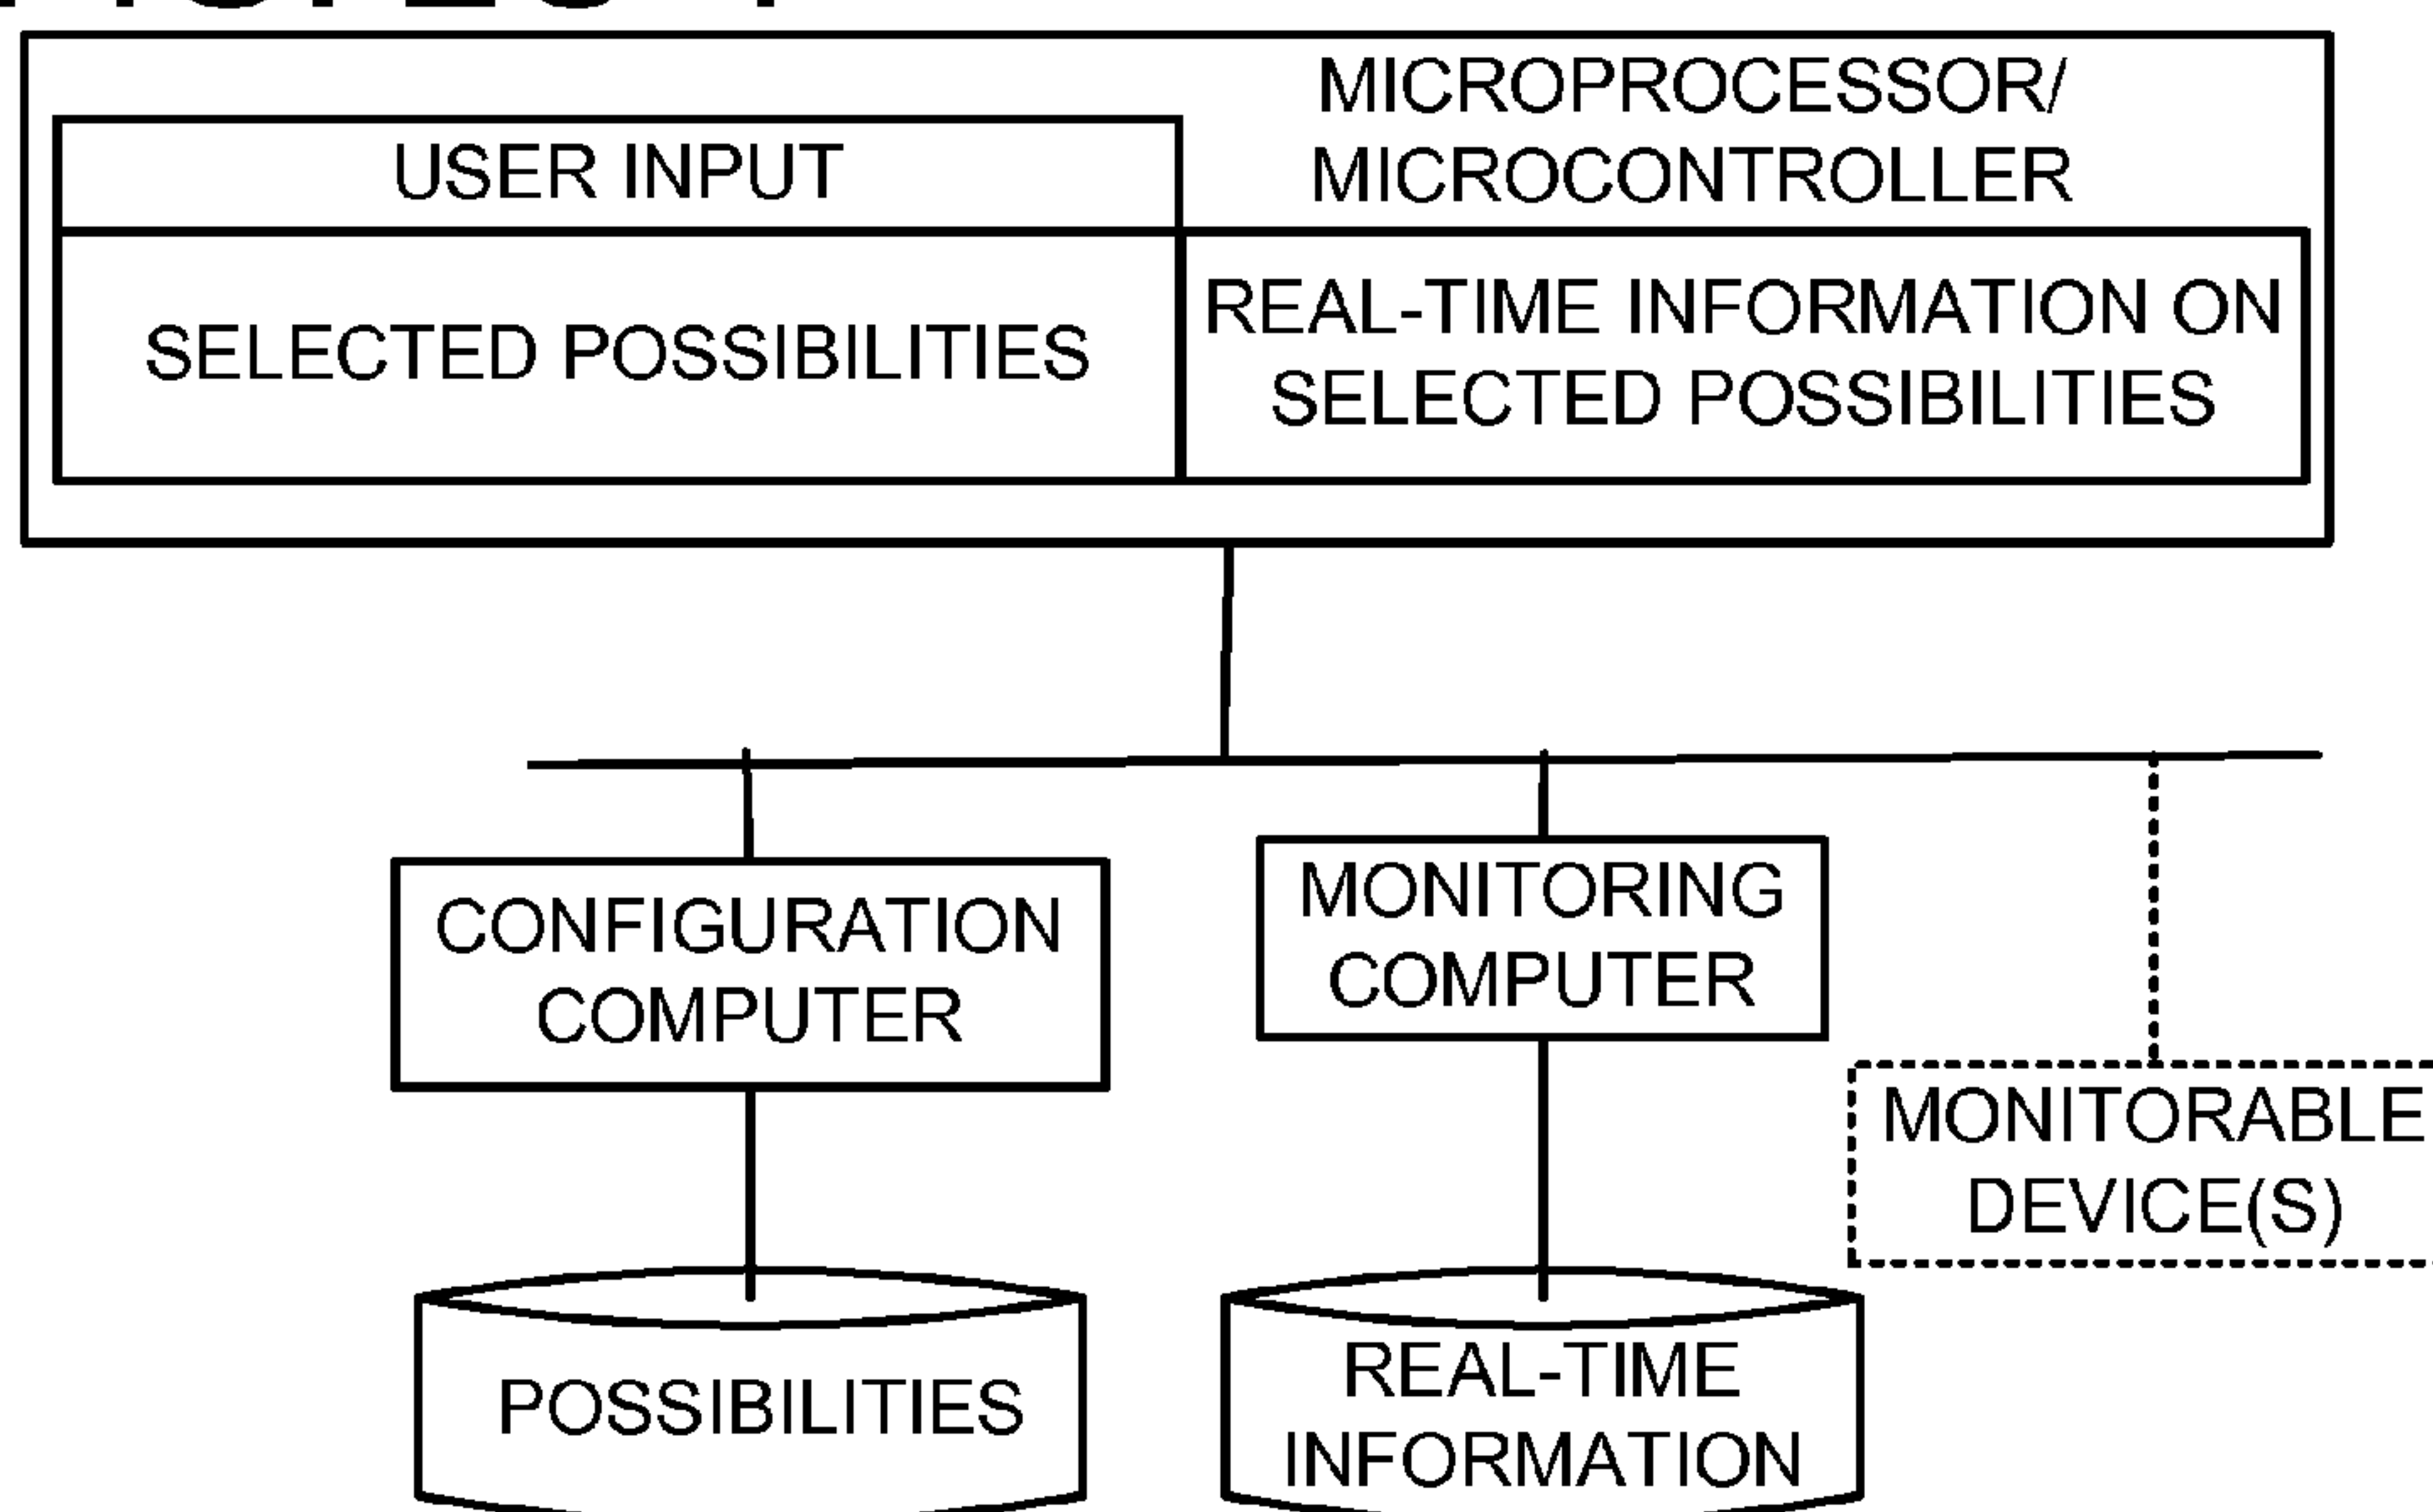 MICROPROCESSOR/
MICROCONTROLLER
USER INPUT
SELECTED POSSIBILITIES
REAL-TIME INFORMATION ON
SELECTED POSSIBILITIES
CONFIGURATION
COMPUTER
MONITORING
COMPUTER
MONITORABLE
DEVICE(S)
POSSIBILITIES
REAL-TIME
INFORMATION